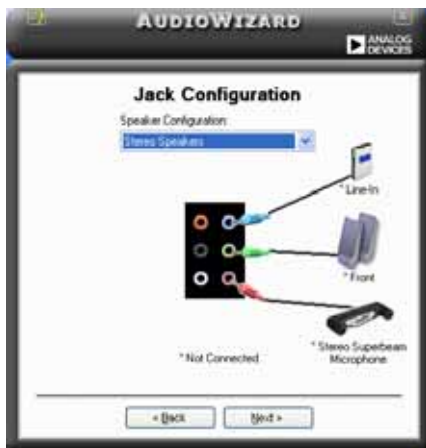 AUDIOWIZARD
ANALOG
DEVICES
Jack Configuration
Speaker Configuration:
Stereo Speakers
* Line-In
* Front
* Stereo Superbeam
Microphone
* Not Connected
< Back
Next >